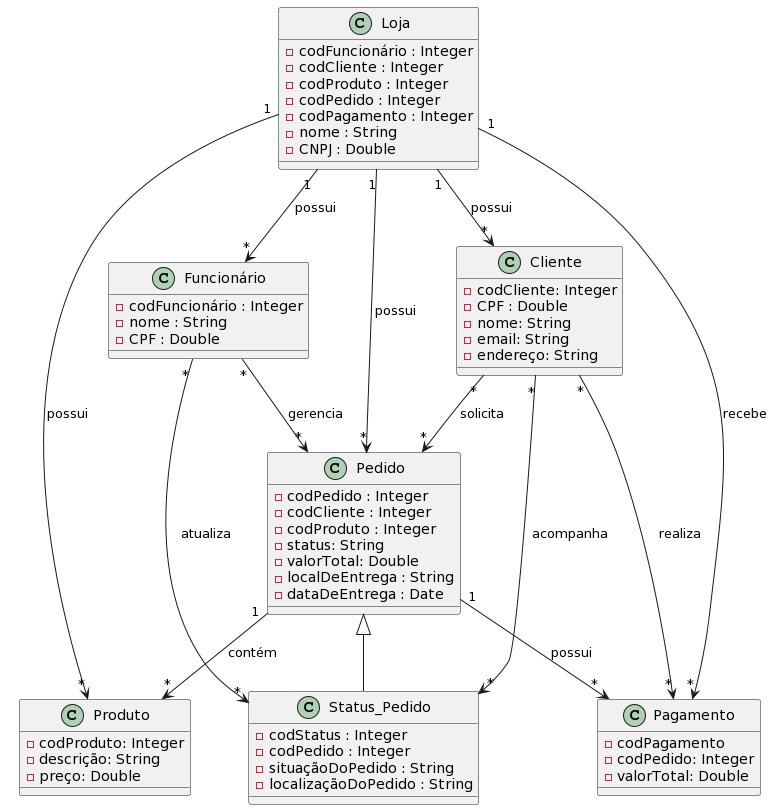 C Loja
codFuncionário : Integer
codCliente : Integer
codProduto : Integer
codPedido : Integer
codPagamento : Integer
nome : String
CNPJ : Double
1
1
1
1
1
possui
possui
*
*
C Funcionário
codFuncionário : Integer
nome : String
CPF : Double
C Cliente
codCliente: Integer
CPF : Double
nome: String
email: String
endereço: String
possui
*
*
*
*
*
possui
gerencia
solicita
recebe
*
*
*
C Pedido
codPedido : Integer
codCliente : Integer
codProduto : Integer
status: String
valorTotal: Double
localDeEntrega : String
dataDeEntrega : Date
atualiza
acompanha
realiza
1
1
contém
possui
*
*
*
*
*
*
*
C Produto
codProduto: Integer
descrição: String
preço: Double
C Status_Pedido
codStatus : Integer
codPedido : Integer
situaçãoDoPedido : String
localizaçãoDoPedido : String
C Pagamento
codPagamento
codPedido: Integer
valorTotal: Double